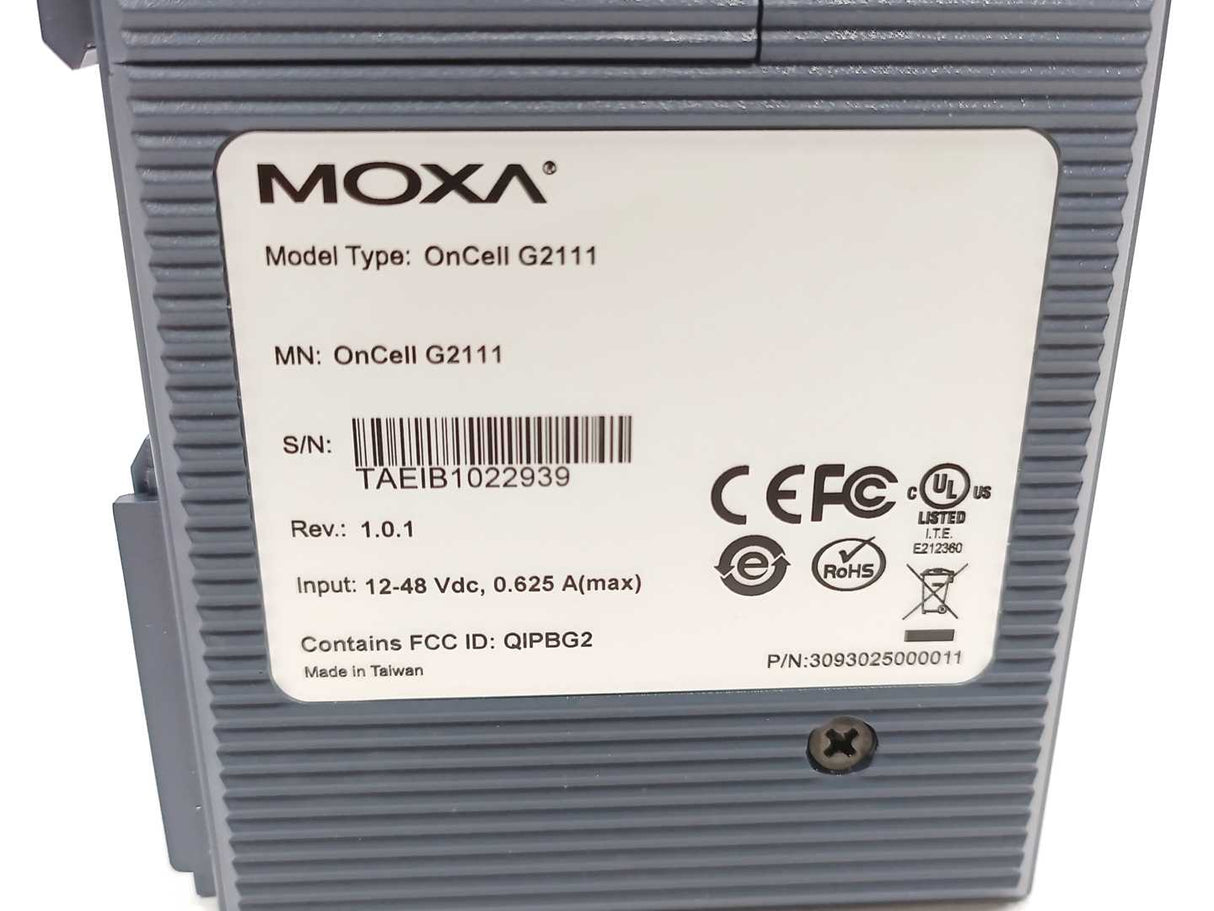 MOXA®
Model Type: OnCell G2111
MN: OnCell G2111
S/N:
TAEIB1022939
Rev.: 1.0.1
Input: 12-48 Vdc, 0.625 A(max)
Contains FCC ID: QIPBG2
Made in Taiwan
CE FC
C UL US
LISTED
I.T.E.
E212360
e
RoHS
P/N:3093025000011